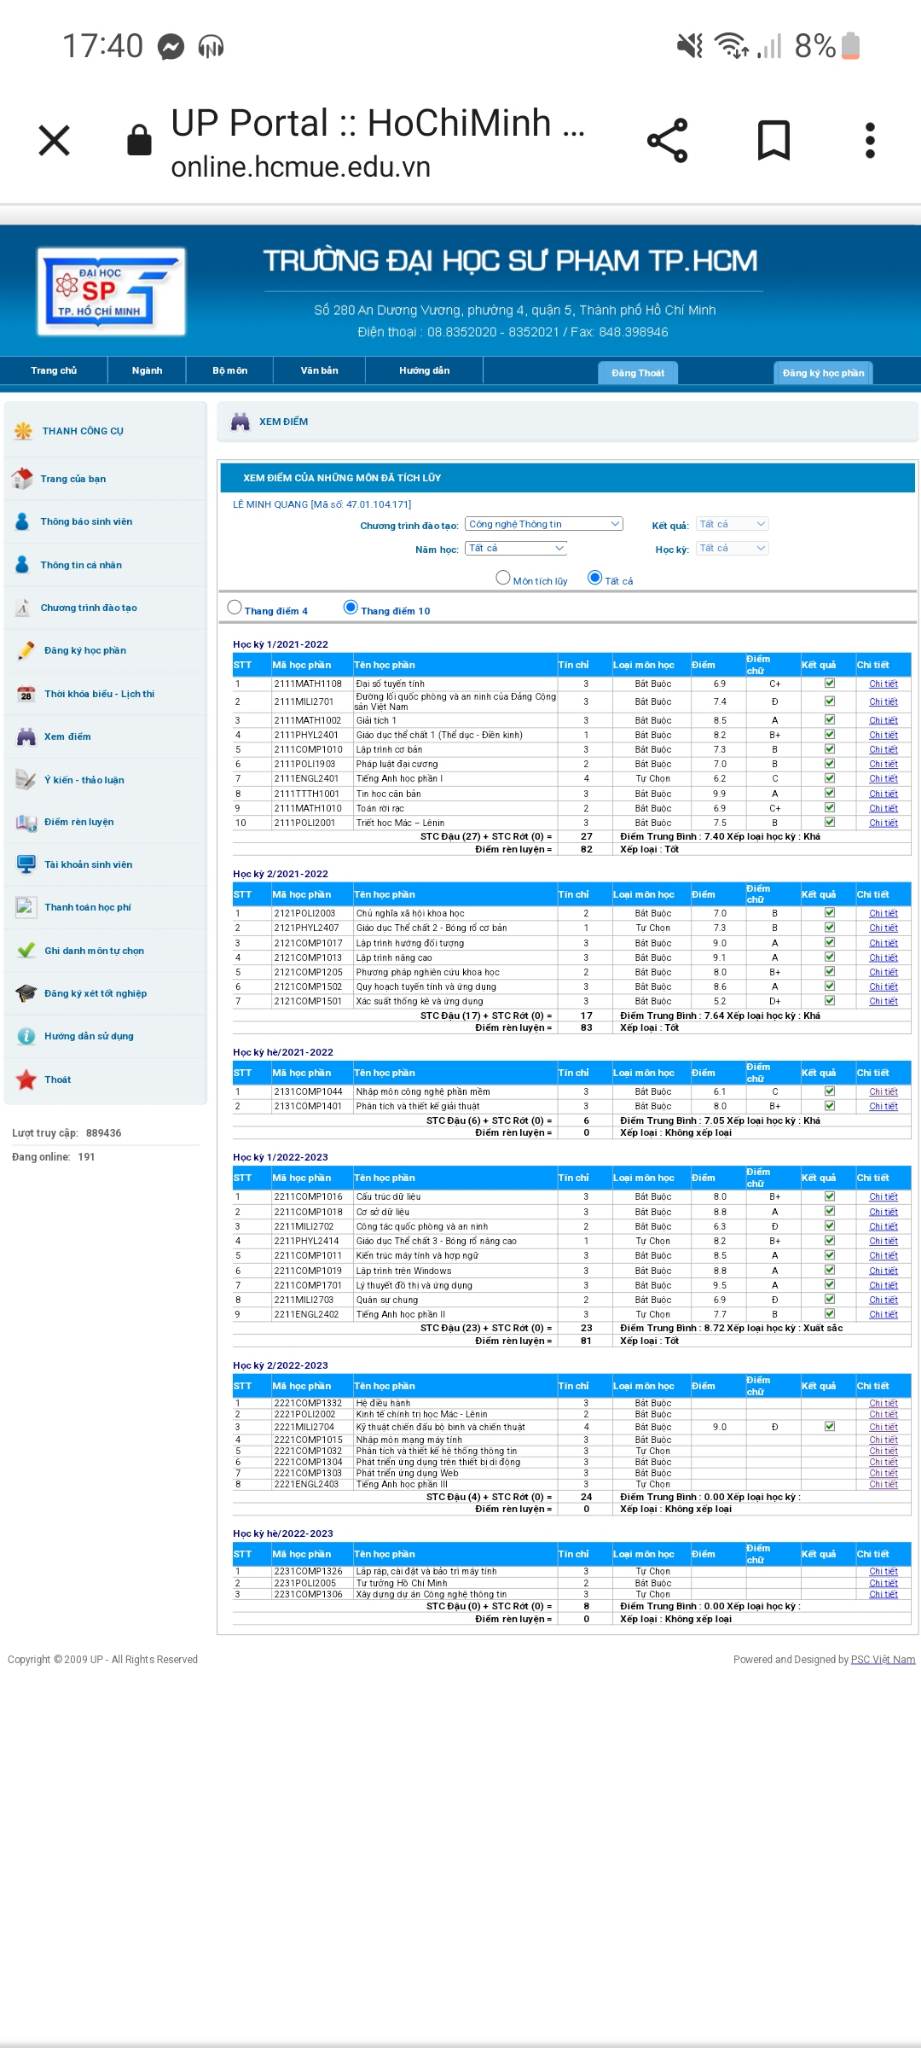 17:40 8%
UP Portal :: HoChiMinh ...
online.hcmue.edu.vn
ĐẠI HỌC
SP
TP. HỒ CHÍ MINH
TRƯỜNG ĐẠI HỌC SƯ PHẠM TP.HCM
Số 280 An Dương Vương, phường 4, quận 5, Thành phố Hồ Chí Minh
Điện thoại : 08.8352020 - 8352021 / Fax: 848.398946
Trang chủ Ngành Bộ môn Văn bản Hướng dẫn Đăng Thoát Đăng ký học phần
THANH CÔNG CỤ
Trang của bạn
Thông báo sinh viên
Thông tin cá nhân
Chương trình đào tạo
Đăng ký học phần
Thời khóa biểu - Lịch thi
Xem điểm
Ý kiến - thảo luận
Điểm rèn luyện
Tài khoản sinh viên
Thanh toán học phí
Ghi danh môn tự chọn
Đăng ký xét tốt nghiệp
Hướng dẫn sử dụng
Thoát
Lượt truy cập: 889436
Đang online: 191
XEM ĐIỂM
XEM ĐIỂM CỦA NHỮNG MÔN ĐÃ TÍCH LŨY
LÊ MINH QUANG [Mã số: 47.01.104.171]
Chương trình đào tạo: Công nghệ Thông tin Kết quả: Tất cả
Năm học: Tất cả Học kỳ: Tất cả
Môn tích lũy Tất cả
Thang điểm 4 Thang điểm 10
Học kỳ 1/2021-2022
STT Mã học phần Tên học phần Tín chỉ Loại môn học Điểm Điểm chữ Kết quả Chi tiết
1 2111MATH1108 Đại số tuyến tính 3 Bắt Buộc 6.9 C+ Chi tiết
2 2111MILI2701 Đường lối quốc phòng và an ninh của Đảng Cộng sản Việt Nam 3 Bắt Buộc 7.4 Đ Chi tiết
3 2111MATH1002 Giải tích 1 3 Bắt Buộc 8.5 A Chi tiết
4 2111PHYL2401 Giáo dục thể chất 1 (Thể dục - Điền kinh) 1 Bắt Buộc 8.2 B+ Chi tiết
5 2111COMP1010 Lập trình cơ bản 3 Bắt Buộc 7.3 B Chi tiết
6 2111POLI1903 Pháp luật đại cương 2 Bắt Buộc 7.0 B Chi tiết
7 2111ENGL2401 Tiếng Anh học phần I 4 Tự Chọn 6.2 C Chi tiết
8 2111TTTH1001 Tin học căn bản 3 Bắt Buộc 9.9 A Chi tiết
9 2111MATH1010 Toán rời rạc 2 Bắt Buộc 6.9 C+ Chi tiết
10 2111POLI2001 Triết học Mác – Lênin 3 Bắt Buộc 7.5 B Chi tiết
STC Đậu (27) + STC Rớt (0) = 27 Điểm Trung Bình : 7.40 Xếp loại học kỳ : Khá
Điểm rèn luyện = 82 Xếp loại : Tốt
Học kỳ 2/2021-2022
STT Mã học phần Tên học phần Tín chỉ Loại môn học Điểm Điểm chữ Kết quả Chi tiết
1 2121POLI2003 Chủ nghĩa xã hội khoa học 2 Bắt Buộc 7.0 B Chi tiết
2 2121PHYL2407 Giáo dục Thể chất 2 - Bóng rổ cơ bản 1 Tự Chọn 7.3 B Chi tiết
3 2121COMP1017 Lập trình hướng đối tượng 3 Bắt Buộc 9.0 A Chi tiết
4 2121COMP1013 Lập trình nâng cao 3 Bắt Buộc 9.1 A Chi tiết
5 2121COMP1205 Phương pháp nghiên cứu khoa học 2 Bắt Buộc 8.0 B+ Chi tiết
6 2121COMP1502 Quy hoạch tuyến tính và ứng dụng 3 Bắt Buộc 8.6 A Chi tiết
7 2121COMP1501 Xác suất thống kê và ứng dụng 3 Bắt Buộc 5.2 D+ Chi tiết
STC Đậu (17) + STC Rớt (0) = 17 Điểm Trung Bình : 7.64 Xếp loại học kỳ : Khá
Điểm rèn luyện = 83 Xếp loại : Tốt
Học kỳ hè/2021-2022
STT Mã học phần Tên học phần Tín chỉ Loại môn học Điểm Điểm chữ Kết quả Chi tiết
1 2131COMP1044 Nhập môn công nghệ phần mềm 3 Bắt Buộc 6.1 C Chi tiết
2 2131COMP1401 Phân tích và thiết kế giải thuật 3 Bắt Buộc 8.0 B+ Chi tiết
STC Đậu (6) + STC Rớt (0) = 6 Điểm Trung Bình : 7.05 Xếp loại học kỳ : Khá
Điểm rèn luyện = 0 Xếp loại : Không xếp loại
Học kỳ 1/2022-2023
STT Mã học phần Tên học phần Tín chỉ Loại môn học Điểm Điểm chữ Kết quả Chi tiết
1 2211COMP1016 Cấu trúc dữ liệu 3 Bắt Buộc 8.0 B+ Chi tiết
2 2211COMP1018 Cơ sở dữ liệu 3 Bắt Buộc 8.8 A Chi tiết
3 2211MILI2702 Công tác quốc phòng và an ninh 2 Bắt Buộc 6.3 Đ Chi tiết
4 2211PHYL2414 Giáo dục Thể chất 3 - Bóng rổ nâng cao 1 Tự Chọn 8.2 B+ Chi tiết
5 2211COMP1011 Kiến trúc máy tính và hợp ngữ 3 Bắt Buộc 8.5 A Chi tiết
6 2211COMP1019 Lập trình trên Windows 3 Bắt Buộc 8.8 A Chi tiết
7 2211COMP1701 Lý thuyết đồ thị và ứng dụng 3 Bắt Buộc 9.5 A Chi tiết
8 2211MILI2703 Quân sự chung 2 Bắt Buộc 6.9 Đ Chi tiết
9 2211ENGL2402 Tiếng Anh học phần II 3 Tự Chọn 7.7 B Chi tiết
STC Đậu (23) + STC Rớt (0) = 23 Điểm Trung Bình : 8.72 Xếp loại học kỳ : Xuất sắc
Điểm rèn luyện = 81 Xếp loại : Tốt
Học kỳ 2/2022-2023
STT Mã học phần Tên học phần Tín chỉ Loại môn học Điểm Điểm chữ Kết quả Chi tiết
1 2221COMP1332 Hệ điều hành 3 Bắt Buộc Chi tiết
2 2221POLI2002 Kinh tế chính trị học Mác - Lênin 2 Bắt Buộc Chi tiết
3 2221MILI2704 Kỹ thuật chiến đấu bộ binh và chiến thuật 4 Bắt Buộc 9.0 Đ Chi tiết
4 2221COMP1015 Nhập môn mạng máy tính 3 Bắt Buộc Chi tiết
5 2221COMP1032 Phân tích và thiết kế hệ thống thông tin 3 Tự Chọn Chi tiết
6 2221COMP1304 Phát triển ứng dụng trên thiết bị di động 3 Bắt Buộc Chi tiết
7 2221COMP1303 Phát triển ứng dụng Web 3 Bắt Buộc Chi tiết
8 2221ENGL2403 Tiếng Anh học phần III 3 Tự Chọn Chi tiết
STC Đậu (4) + STC Rớt (0) = 24 Điểm Trung Bình : 0.00 Xếp loại học kỳ :
Điểm rèn luyện = 0 Xếp loại : Không xếp loại
Học kỳ hè/2022-2023
STT Mã học phần Tên học phần Tín chỉ Loại môn học Điểm Điểm chữ Kết quả Chi tiết
1 2231COMP1326 Lắp ráp, cài đặt và bảo trì máy tính 3 Tự Chọn Chi tiết
2 2231POLI2005 Tư tưởng Hồ Chí Minh 2 Bắt Buộc Chi tiết
3 2231COMP1306 Xây dựng dự án Công nghệ thông tin 3 Tự Chọn Chi tiết
STC Đậu (0) + STC Rớt (0) = 8 Điểm Trung Bình : 0.00 Xếp loại học kỳ :
Điểm rèn luyện = 0 Xếp loại : Không xếp loại
Copyright © 2009 UP - All Rights Reserved Powered and Designed by PSC Việt Nam